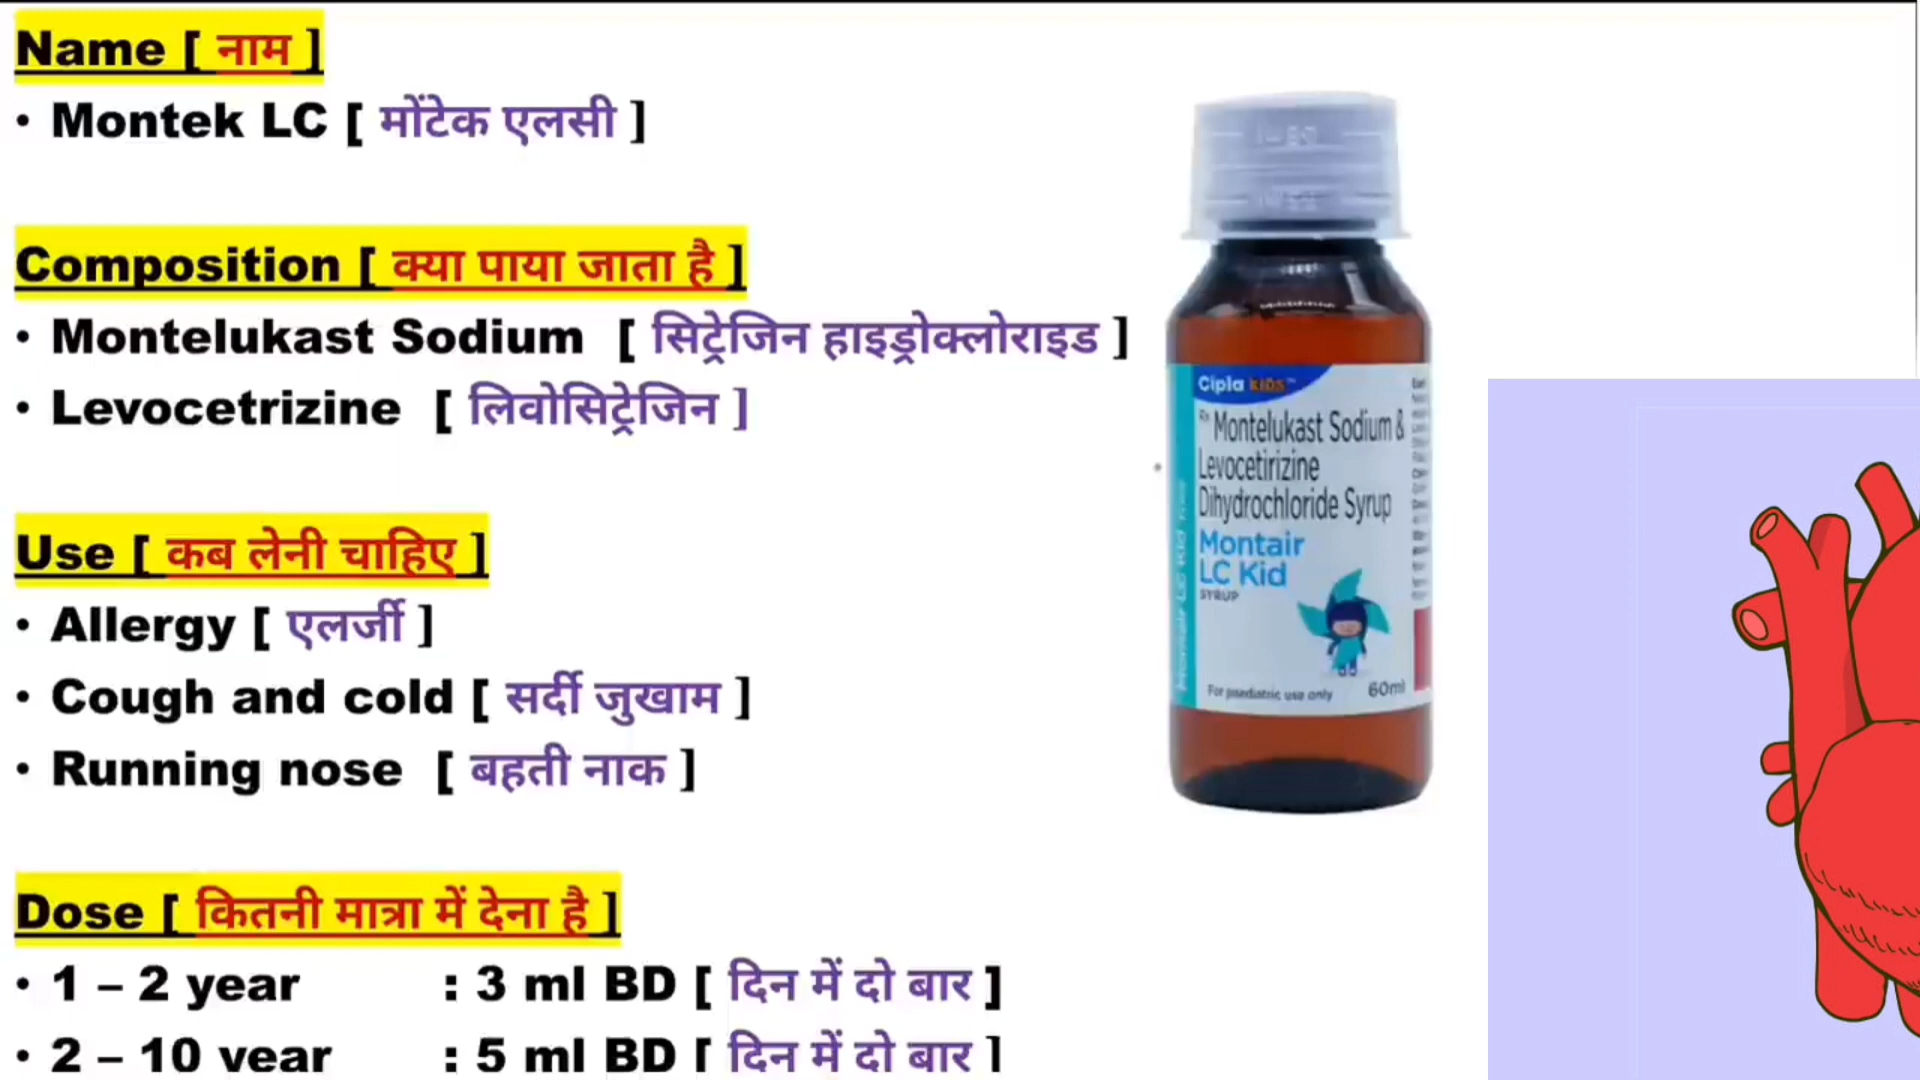 Name [ नाम ]
• Montek LC [ मोंटेक एलसी ]
Composition [ क्या पाया जाता है ]
• Montelukast Sodium [ सिट्रेजिन हाइड्रोक्लोराइड ]
• Levocetrizine [ लिवोसिट्रेजिन ]
Use [ कब लेनी चाहिए ]
• Allergy [ एलर्जी ]
• Cough and cold [ सर्दी जुखाम ]
• Running nose [ बहती नाक ]
Dose [ कितनी मात्रा में देना है ]
• 1 – 2 year : 3 ml BD [ दिन में दो बार ]
• 2 – 10 year : 5 ml BD [ दिन में दो बार ]
Cipla KIDS
Rx Montelukast Sodium &
Levocetirizine
Dihydrochloride Syrup
Montair
LC Kid
SYRUP
For paediatric use only 60ml